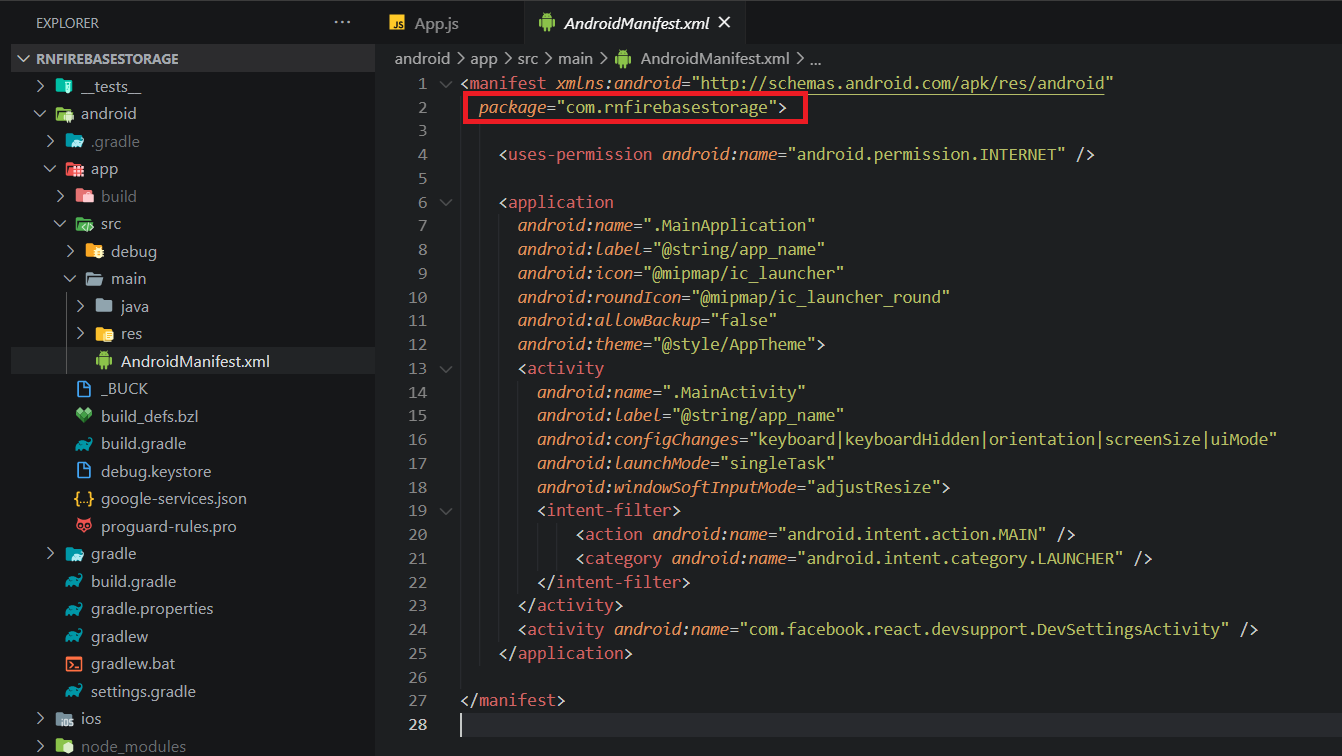 EXPLORER
...
JS App.js
AndroidManifest.xml
RNFIREBASESTORAGE
android > app > src > main > AndroidManifest.xml > ...
__tests__
android
.gradle
app
build
src
debug
main
java
res
AndroidManifest.xml
_BUCK
build_defs.bzl
build.gradle
debug.keystore
{..} google-services.json
proguard-rules.pro
gradle
build.gradle
gradle.properties
gradlew
gradlew.bat
settings.gradle
iOS ios
node_modules
1 <manifest xmlns:android="http://schemas.android.com/apk/res/android"
2 package="com.rnfirebasestorage">
3
4 <uses-permission android:name="android.permission.INTERNET" />
5
6 <application
7 android:name=".MainApplication"
8 android:label="@string/app_name"
9 android:icon="@mipmap/ic_launcher"
10 android:roundIcon="@mipmap/ic_launcher_round"
11 android:allowBackup="false"
12 android:theme="@style/AppTheme">
13 <activity
14 android:name=".MainActivity"
15 android:label="@string/app_name"
16 android:configChanges="keyboard|keyboardHidden|orientation|screenSize|uiMode"
17 android:launchMode="singleTask"
18 android:windowSoftInputMode="adjustResize">
19 <intent-filter>
20 <action android:name="android.intent.action.MAIN" />
21 <category android:name="android.intent.category.LAUNCHER" />
22 </intent-filter>
23 </activity>
24 <activity android:name="com.facebook.react.devsupport.DevSettingsActivity" />
25 </application>
26
27 </manifest>
28